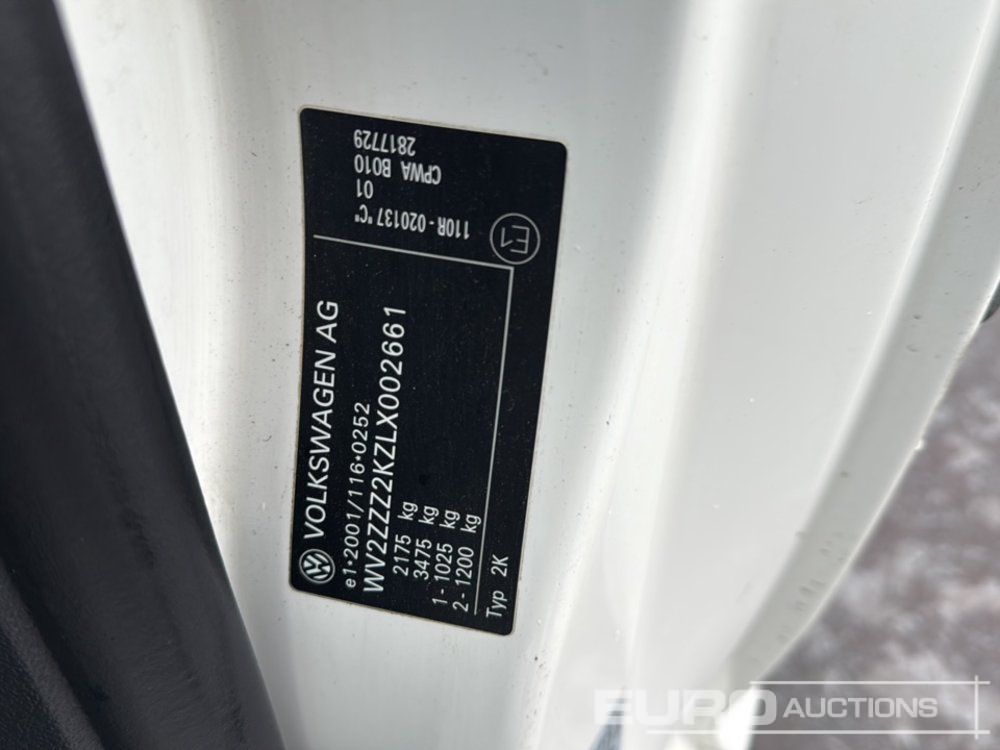 VOLKSWAGEN AG
e1*2001/116*0252
WV2ZZZ2KZLX002661
2175 kg
3475 kg
1- 1025 kg
2- 1200 kg
Typ 2K
110R - 020137 "C"
01
CPWA B010
2817729
E1
EURO AUCTIONS